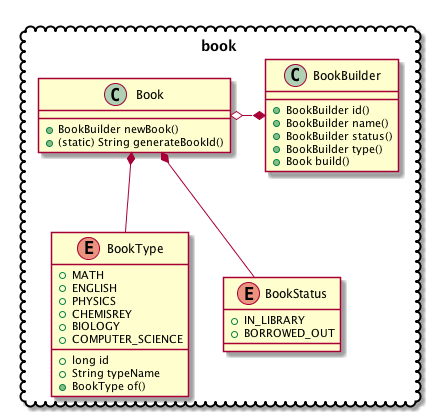 book
C Book
BookBuilder newBook()
(static) String generateBookId()
C BookBuilder
BookBuilder id()
BookBuilder name()
BookBuilder status()
BookBuilder type()
Book build()
E BookType
MATH
ENGLISH
PHYSICS
CHEMISREY
BIOLOGY
COMPUTER_SCIENCE
long id
String typeName
BookType of()
E BookStatus
IN_LIBRARY
BORROWED_OUT